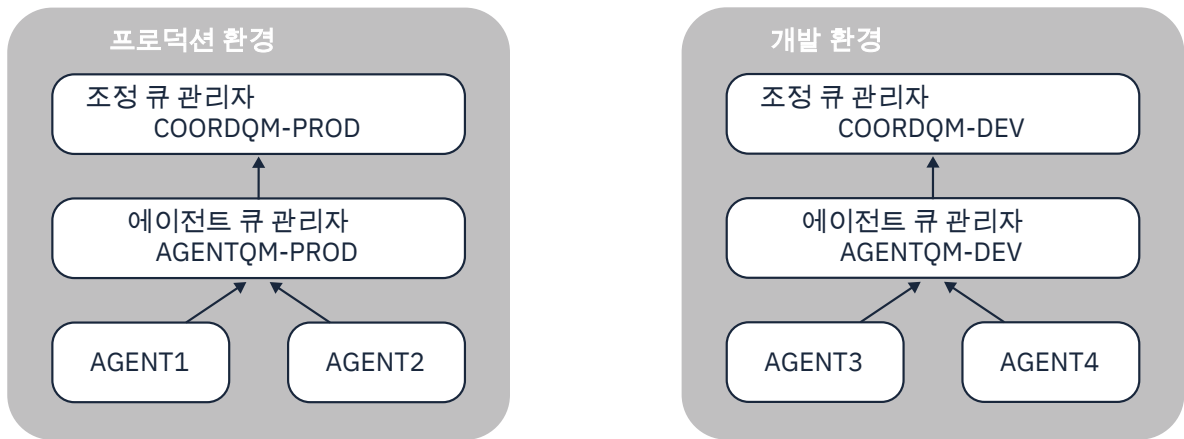 프로덕션 환경
조정 큐 관리자
COORDQM-PROD
에이전트 큐 관리자
AGENTQM-PROD
AGENT1
AGENT2
개발 환경
조정 큐 관리자
COORDQM-DEV
에이전트 큐 관리자
AGENTQM-DEV
AGENT3
AGENT4